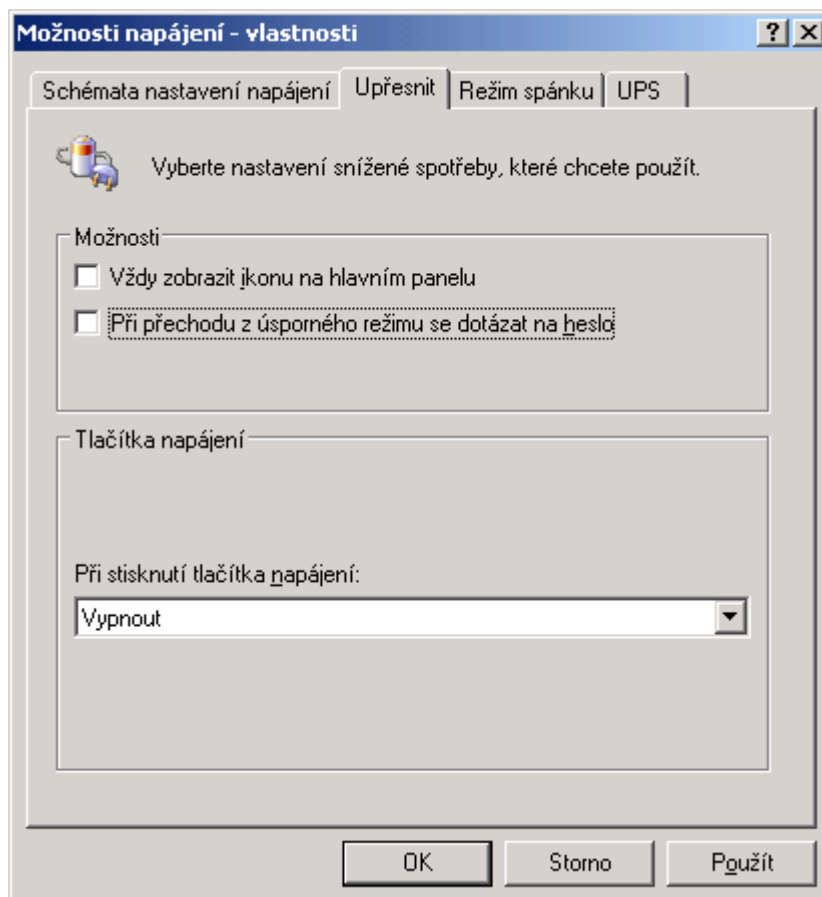 Možnosti napájení - vlastnosti
Schémata nastavení napájení
Upřesnit
Režim spánku
UPS
Vyberte nastavení snížené spotřeby, které chcete použít.
Možnosti
Vždy zobrazit ikonu na hlavním panelu
Při přechodu z úsporného režimu se dotázat na heslo
Tlačítka napájení
Při stisknutí tlačítka napájení:
Vypnout
OK
Storno
Použít